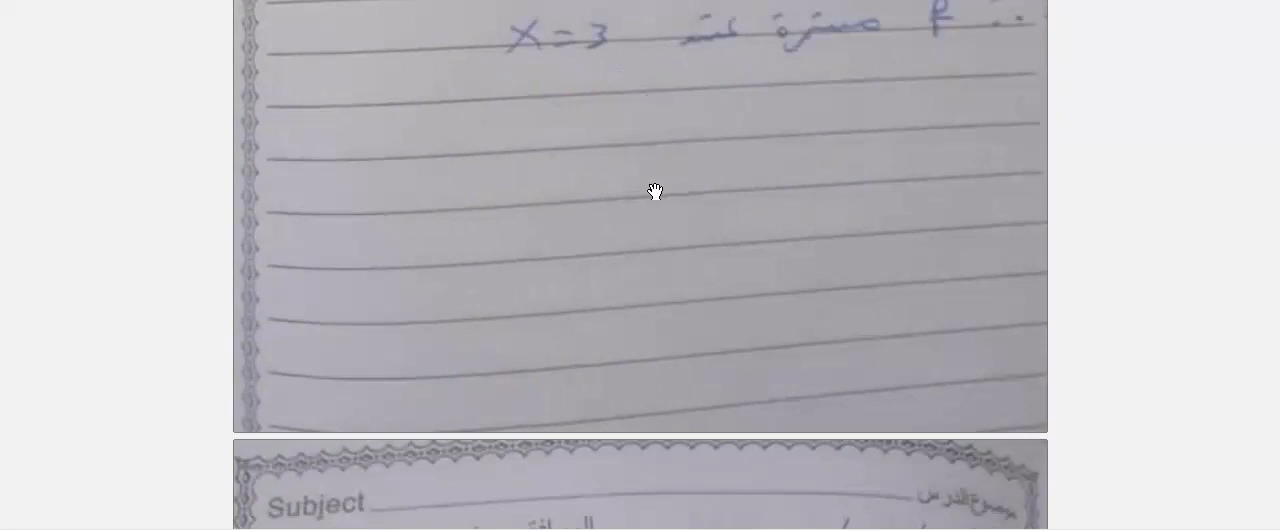 ∴ f مستمرة عند x = 3
Subject موضوع الدرس